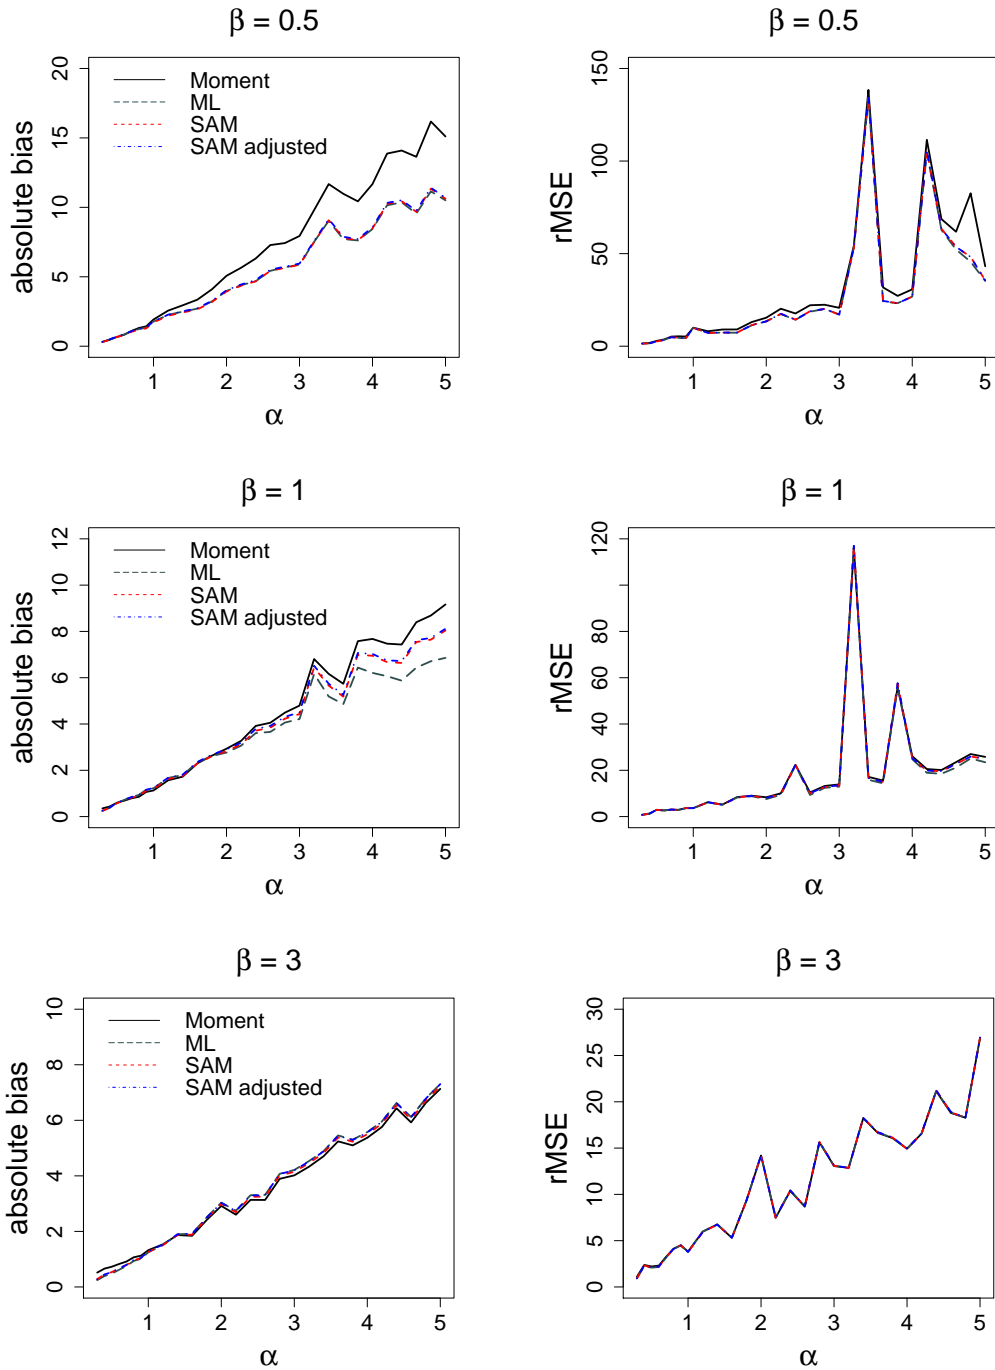 β = 0.5
absolute bias
20
15
10
5
0
Moment
ML
SAM
SAM adjusted
1 2 3 4 5
α
β = 0.5
rMSE
150
100
50
0
1 2 3 4 5
α
β = 1
absolute bias
12
10
8
6
4
2
0
Moment
ML
SAM
SAM adjusted
1 2 3 4 5
α
β = 1
rMSE
120
80
60
40
20
0
1 2 3 4 5
α
β = 3
absolute bias
10
8
6
4
2
0
Moment
ML
SAM
SAM adjusted
1 2 3 4 5
α
β = 3
rMSE
30
25
20
15
10
5
0
1 2 3 4 5
α